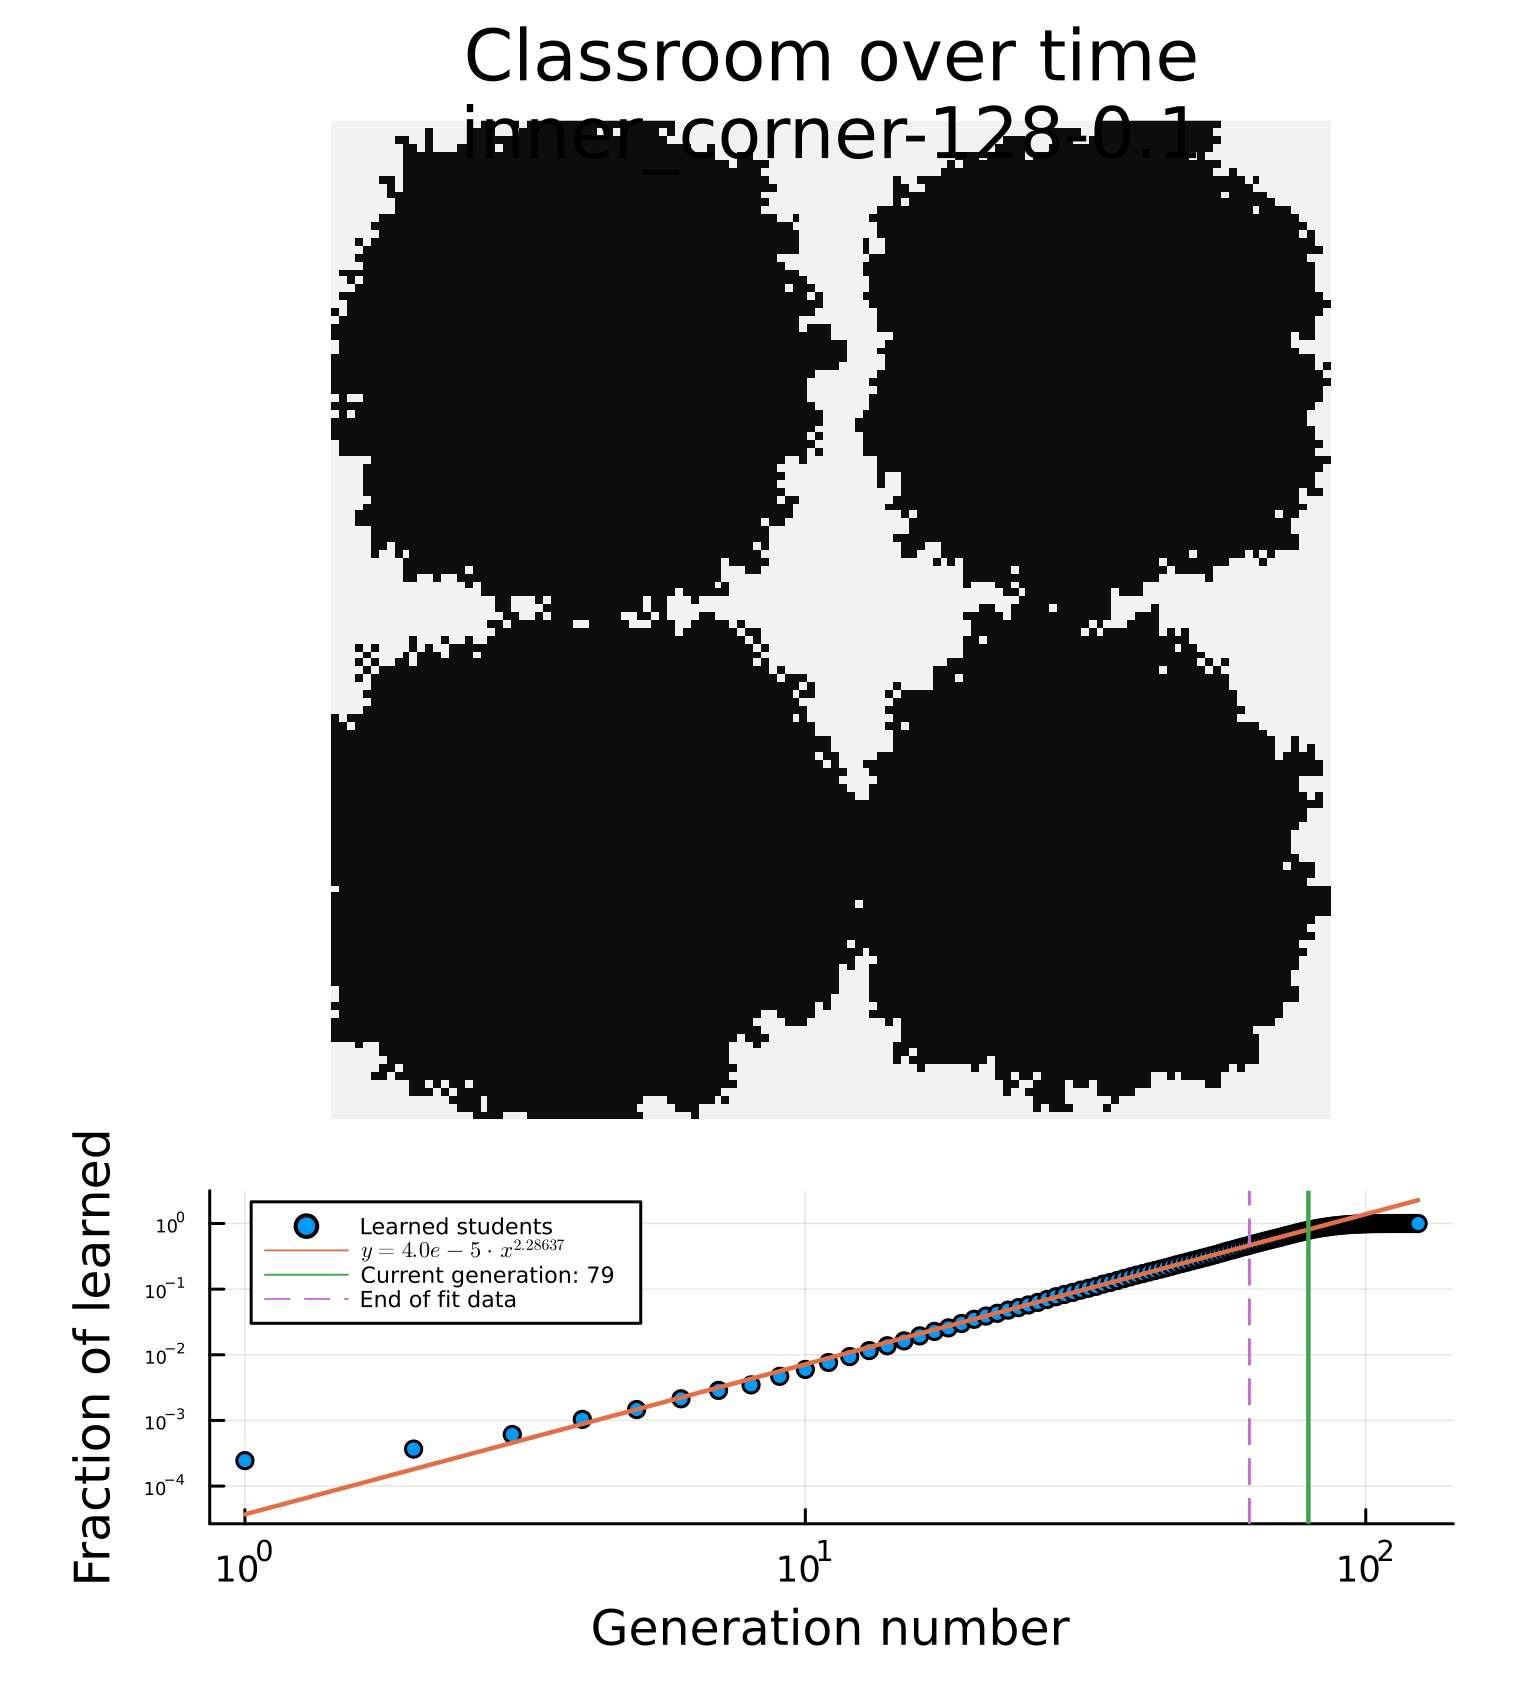 Classroom over time
inner_corner-128-0.1
Fraction of learned
10^0
10^-1
10^-2
10^-3
10^-4
Learned students
y = 4.0e − 5 · x^2.28637
Current generation: 79
End of fit data
10^0 10^1 10^2
Generation number